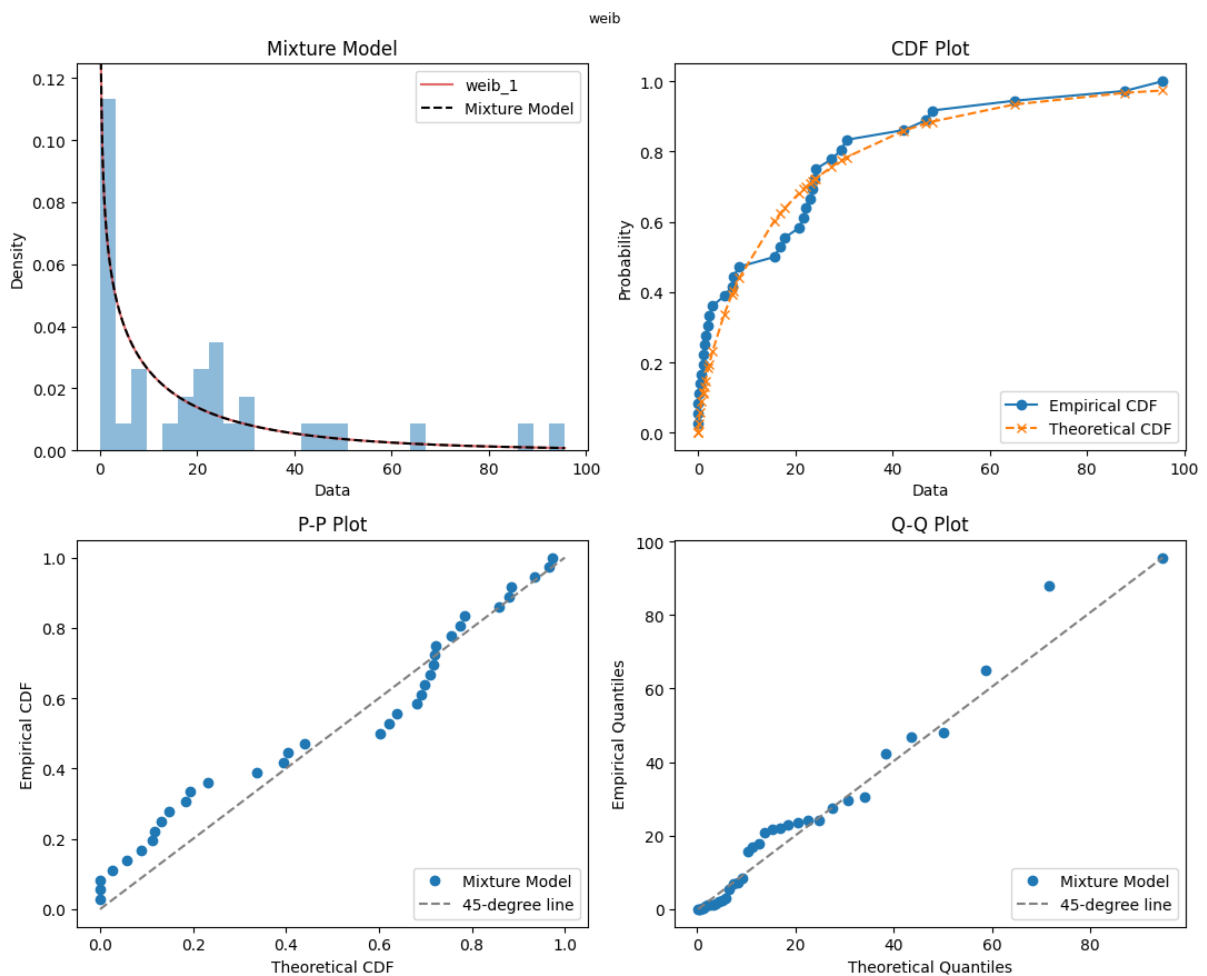 weib
Mixture Model
0.12
0.10
0.08
0.06
0.04
0.02
0.00
Density
weib_1
Mixture Model
0
20
40
60
80
100
Data
CDF Plot
1.0
0.8
0.6
0.4
0.2
0.0
Probability
Empirical CDF
Theoretical CDF
0
20
40
60
80
100
Data
P-P Plot
1.0
0.8
0.6
0.4
0.2
0.0
Empirical CDF
Mixture Model
45-degree line
0.0
0.2
0.4
0.6
0.8
1.0
Theoretical CDF
Q-Q Plot
100
80
60
40
20
0
Empirical Quantiles
Mixture Model
45-degree line
0
20
40
60
80
Theoretical Quantiles